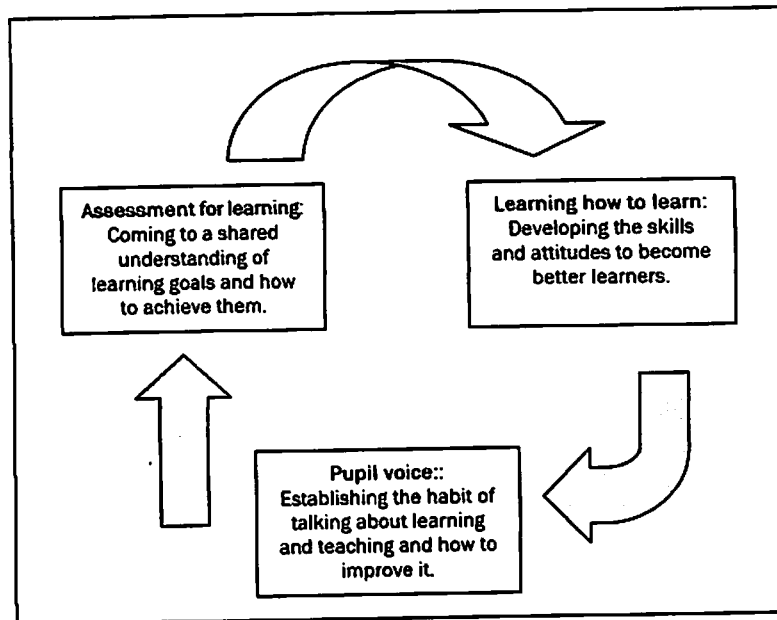 Assessment for learning:
Coming to a shared
understanding of
learning goals and how
to achieve them.
Learning how to learn:
Developing the skills
and attitudes to become
better learners.
Pupil voice::
Establishing the habit of
talking about learning
and teaching and how to
improve it.